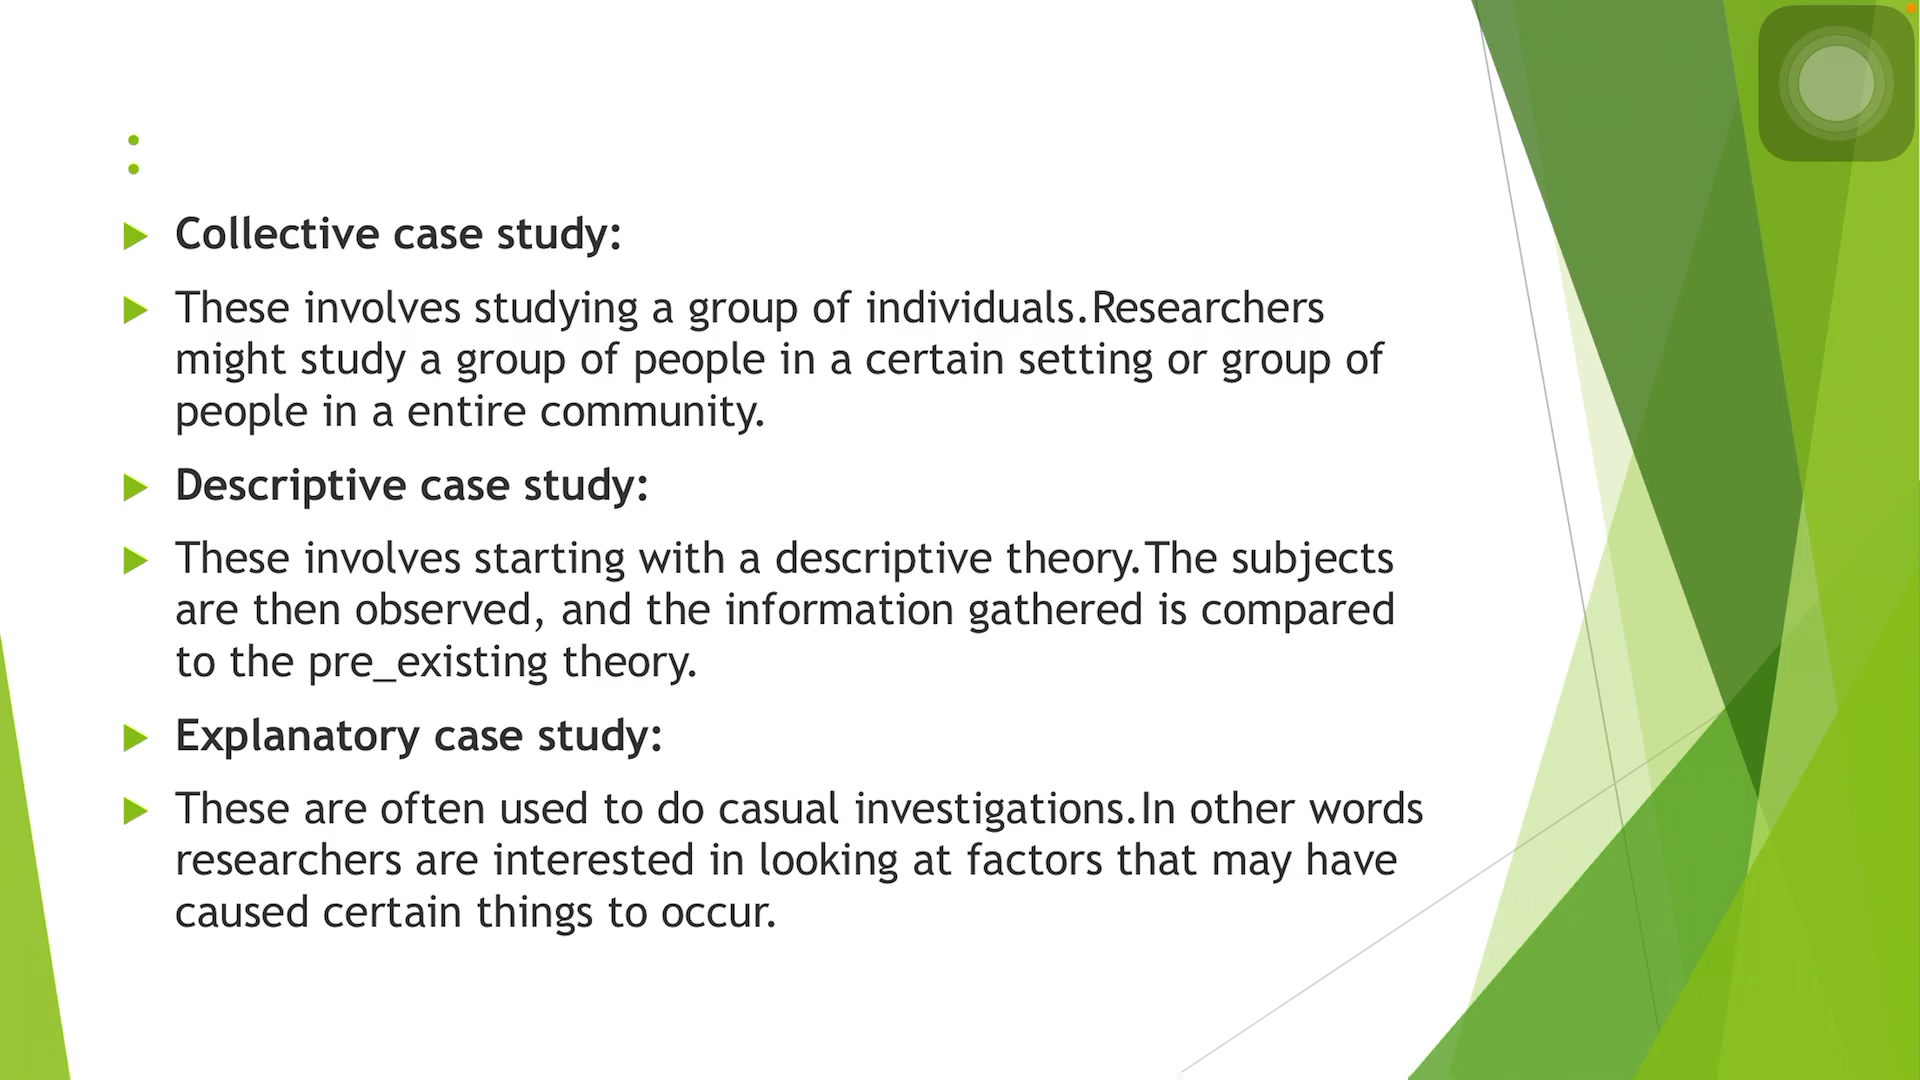 :
Collective case study:
These involves studying a group of individuals.Researchers
might study a group of people in a certain setting or group of
people in a entire community.
Descriptive case study:
These involves starting with a descriptive theory.The subjects
are then observed, and the information gathered is compared
to the pre_existing theory.
Explanatory case study:
These are often used to do casual investigations.In other words
researchers are interested in looking at factors that may have
caused certain things to occur.